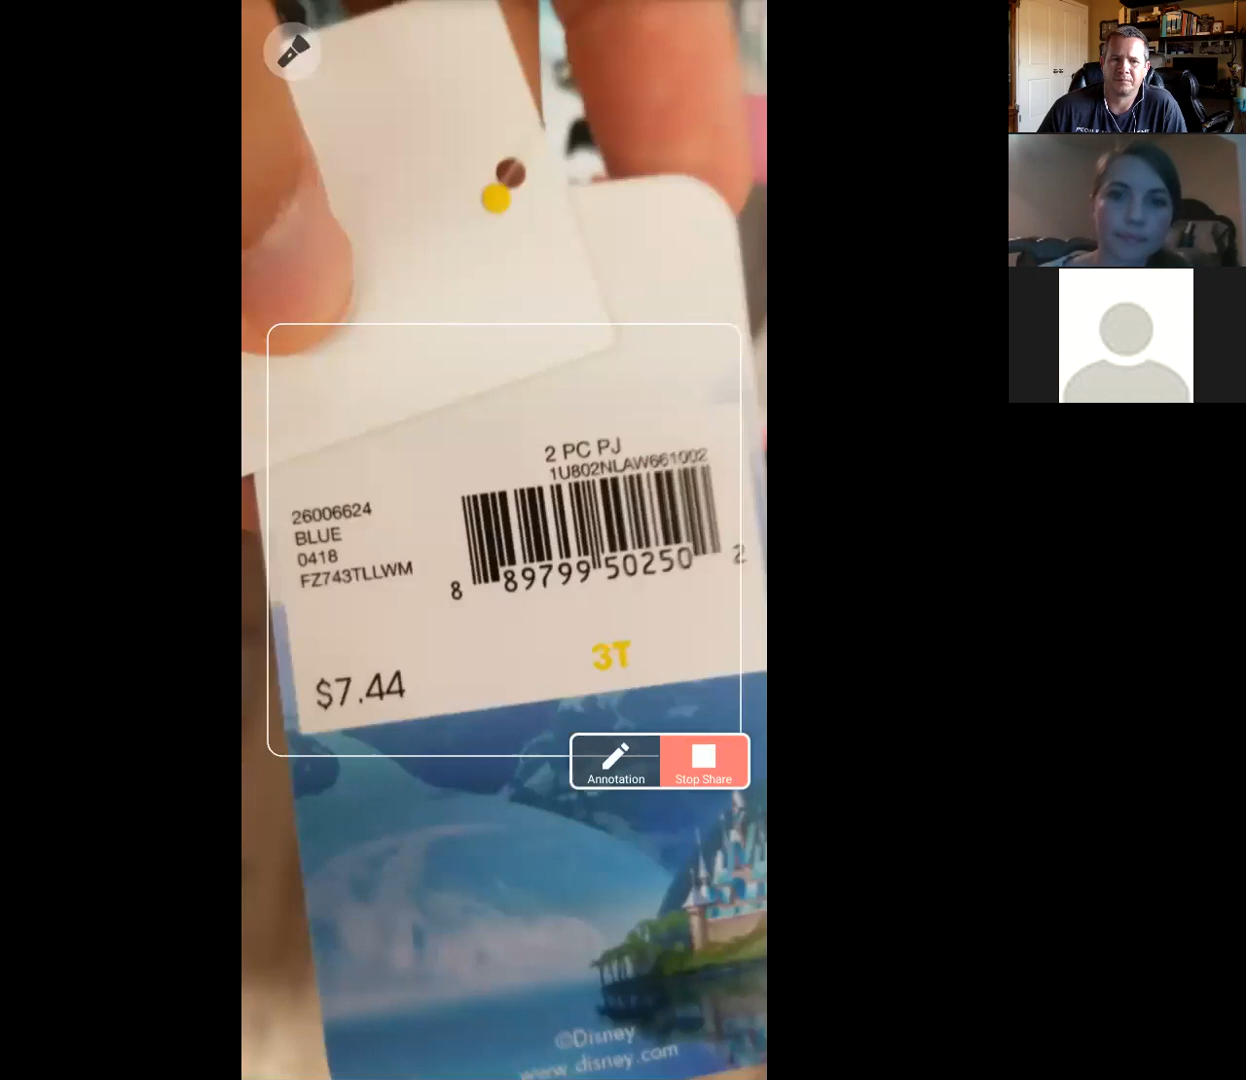 2 PC PJ
1U802NLAW661002
26006624
BLUE
0418
FZ743TLLWM
8 89799 50250 2
3T
$7.44
Annotation
Stop Share
©Disney
www.disney.com